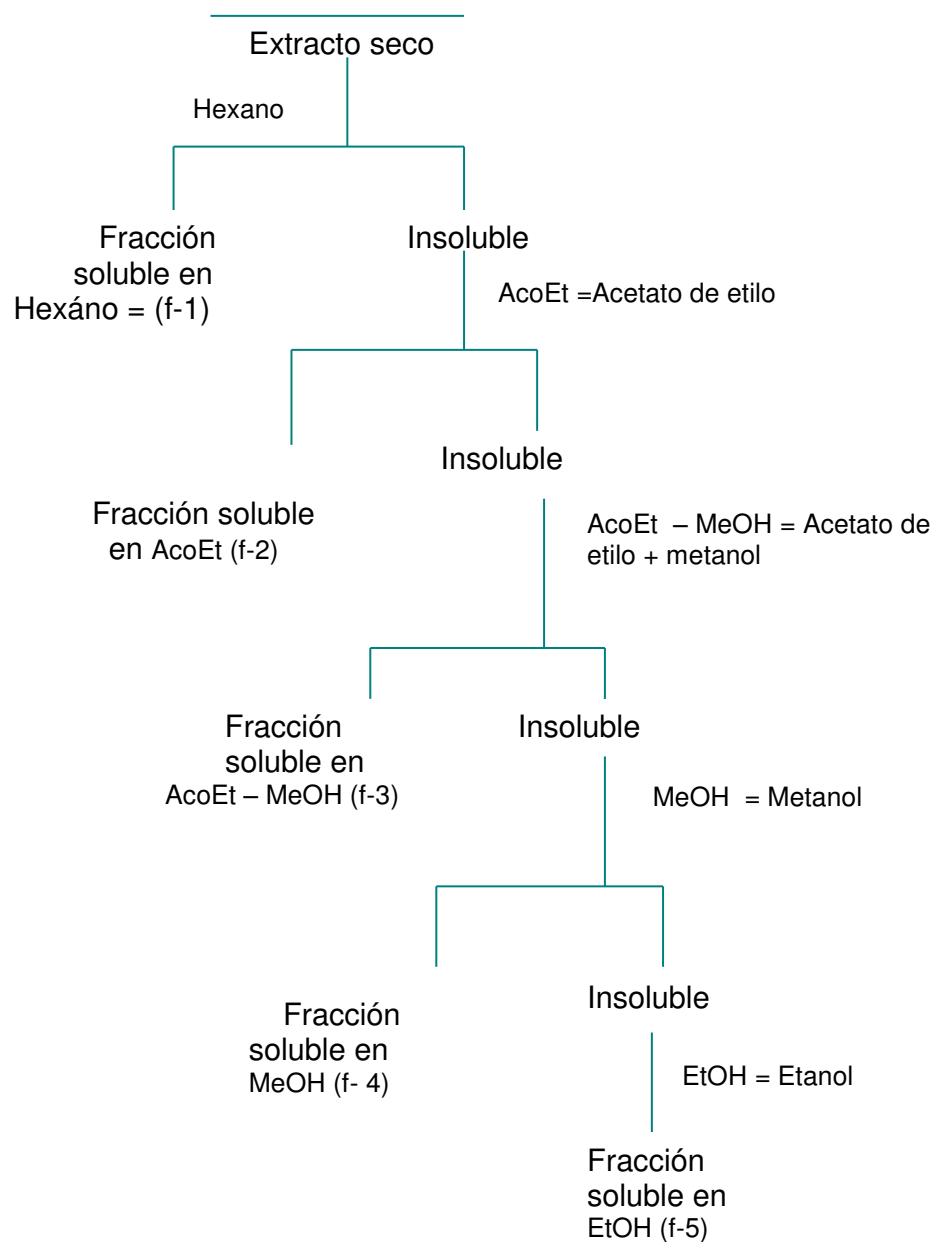 Extracto seco
Hexano
Fracción
soluble en
Hexáno = (f-1)
Insoluble
AcoEt =Acetato de etilo
Insoluble
Fracción soluble
en AcoEt (f-2)
AcoEt – MeOH = Acetato de
etilo + metanol
Fracción
soluble en
AcoEt – MeOH (f-3)
Insoluble
MeOH = Metanol
Fracción
soluble en
MeOH (f- 4)
Insoluble
EtOH = Etanol
Fracción
soluble en
EtOH (f-5)